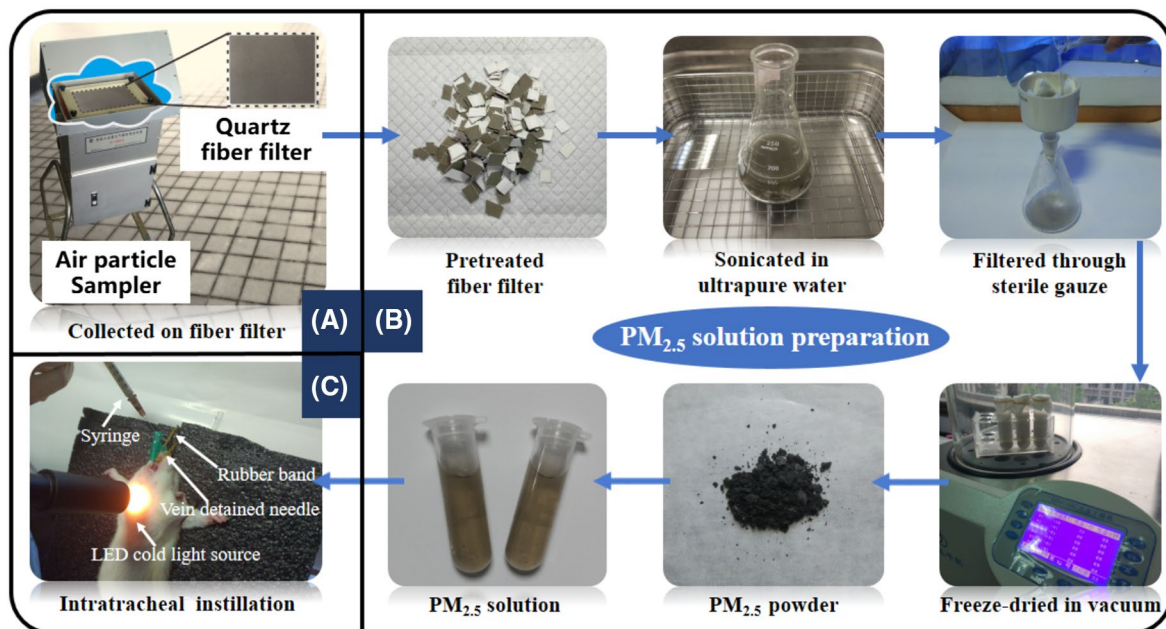 Quartz
fiber filter
Air particle
Sampler
Collected on fiber filter
(A)
(B)
Pretreated
fiber filter
Sonicated in
ultrapure water
Filtered through
sterile gauze
PM2.5 solution preparation
(C)
Syringe
Rubber band
Vein detained needle
LED cold light source
Intratracheal instillation
PM2.5 solution
PM2.5 powder
Freeze-dried in vacuum